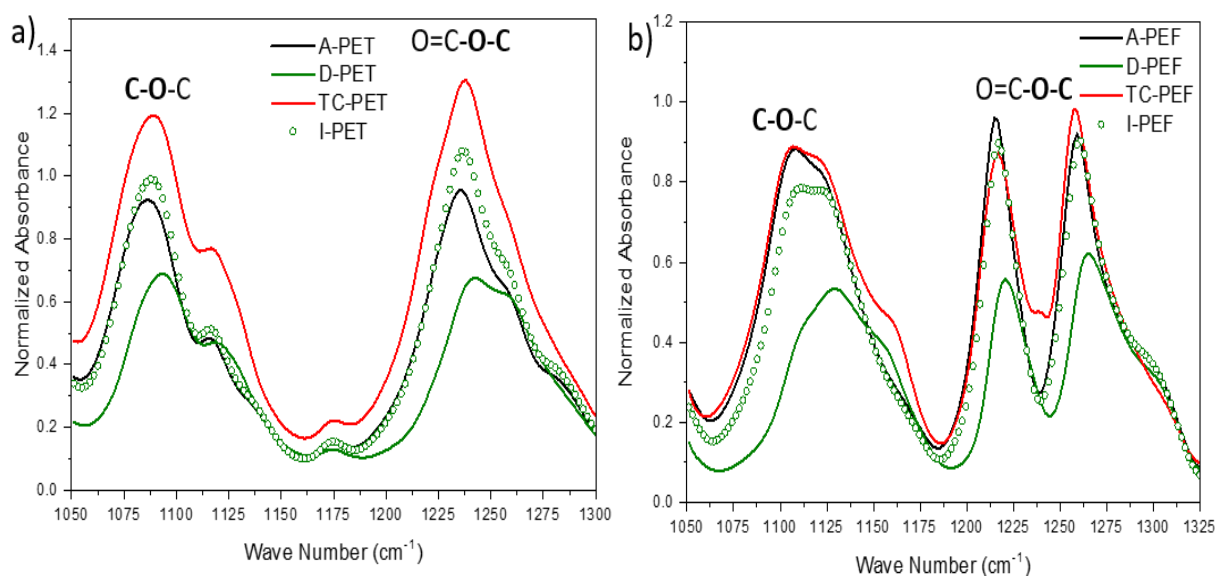 a)
O=C-O-C
C-O-C
A-PET
D-PET
TC-PET
I-PET
Normalized Absorbance
1.4
1.2
1.0
0.8
0.6
0.4
0.2
0.0
1050 1075 1100 1125 1150 1175 1200 1225 1250 1275 1300
Wave Number (cm⁻¹)
b)
A-PEF
D-PEF
TC-PEF
I-PEF
O=C-O-C
C-O-C
Normalized Absorbance
1.2
1.0
0.8
0.6
0.4
0.2
0.0
1050 1075 1100 1125 1150 1175 1200 1225 1250 1275 1300 1325
Wave Number (cm⁻¹)